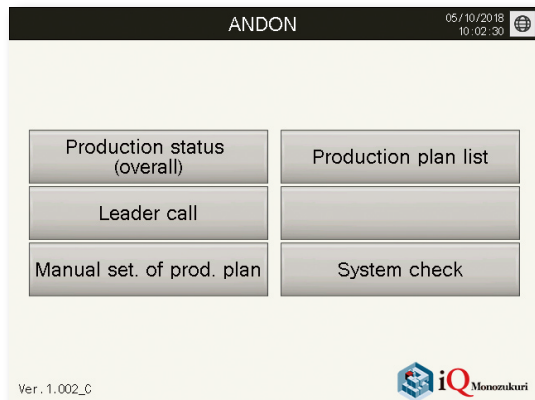 ANDON
05/10/2018
10:02:30
Production status
(overall)
Production plan list
Leader call
Manual set. of prod. plan
System check
Ver.1.002_C
iQ Monozukuri